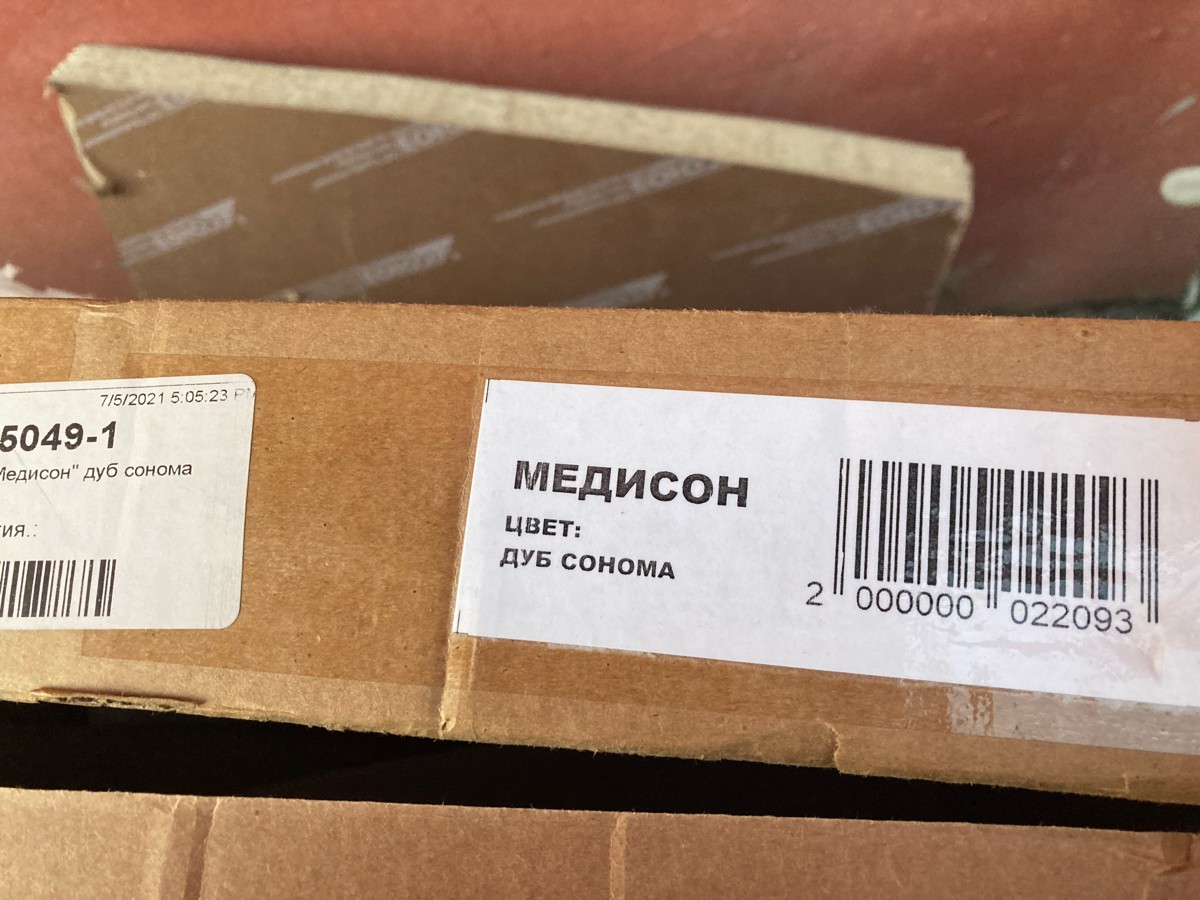 7/5/2021 5:05:23 PM
5049-1
Медисон" дуб сонома
МЕДИСОН
ЦВЕТ:
ДУБ СОНОМА
2 000000 022093